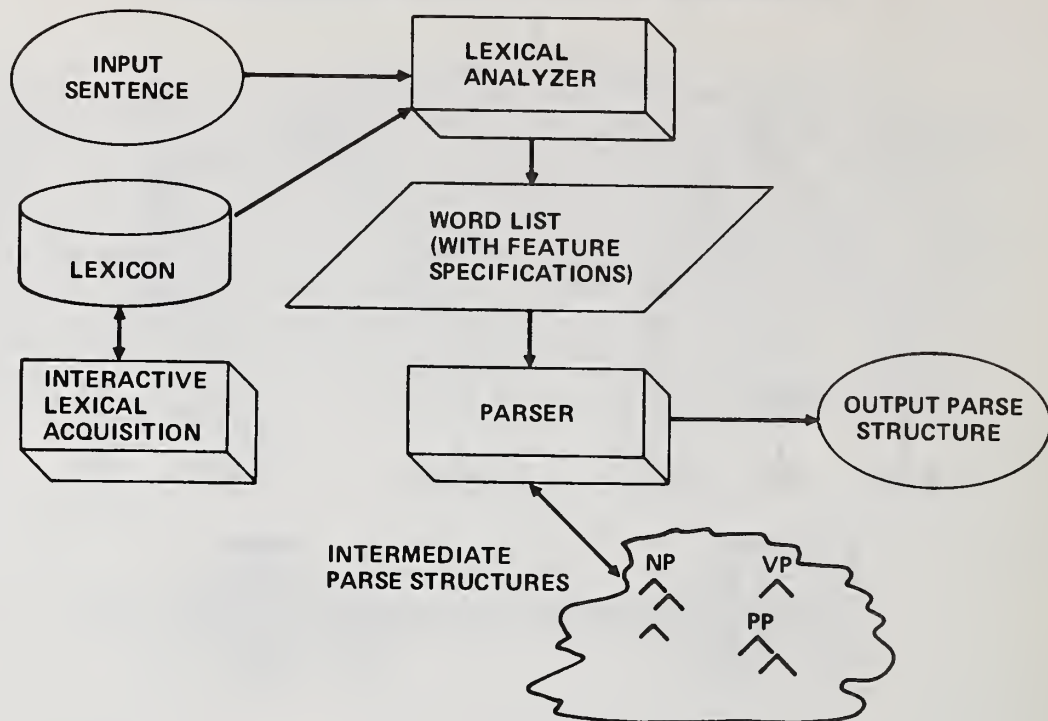 INPUT
SENTENCE
LEXICAL
ANALYZER
LEXICON
WORD LIST
(WITH FEATURE
SPECIFICATIONS)
INTERACTIVE
LEXICAL
ACQUISITION
PARSER
OUTPUT PARSE
STRUCTURE
INTERMEDIATE
PARSE STRUCTURES
NP
VP
PP